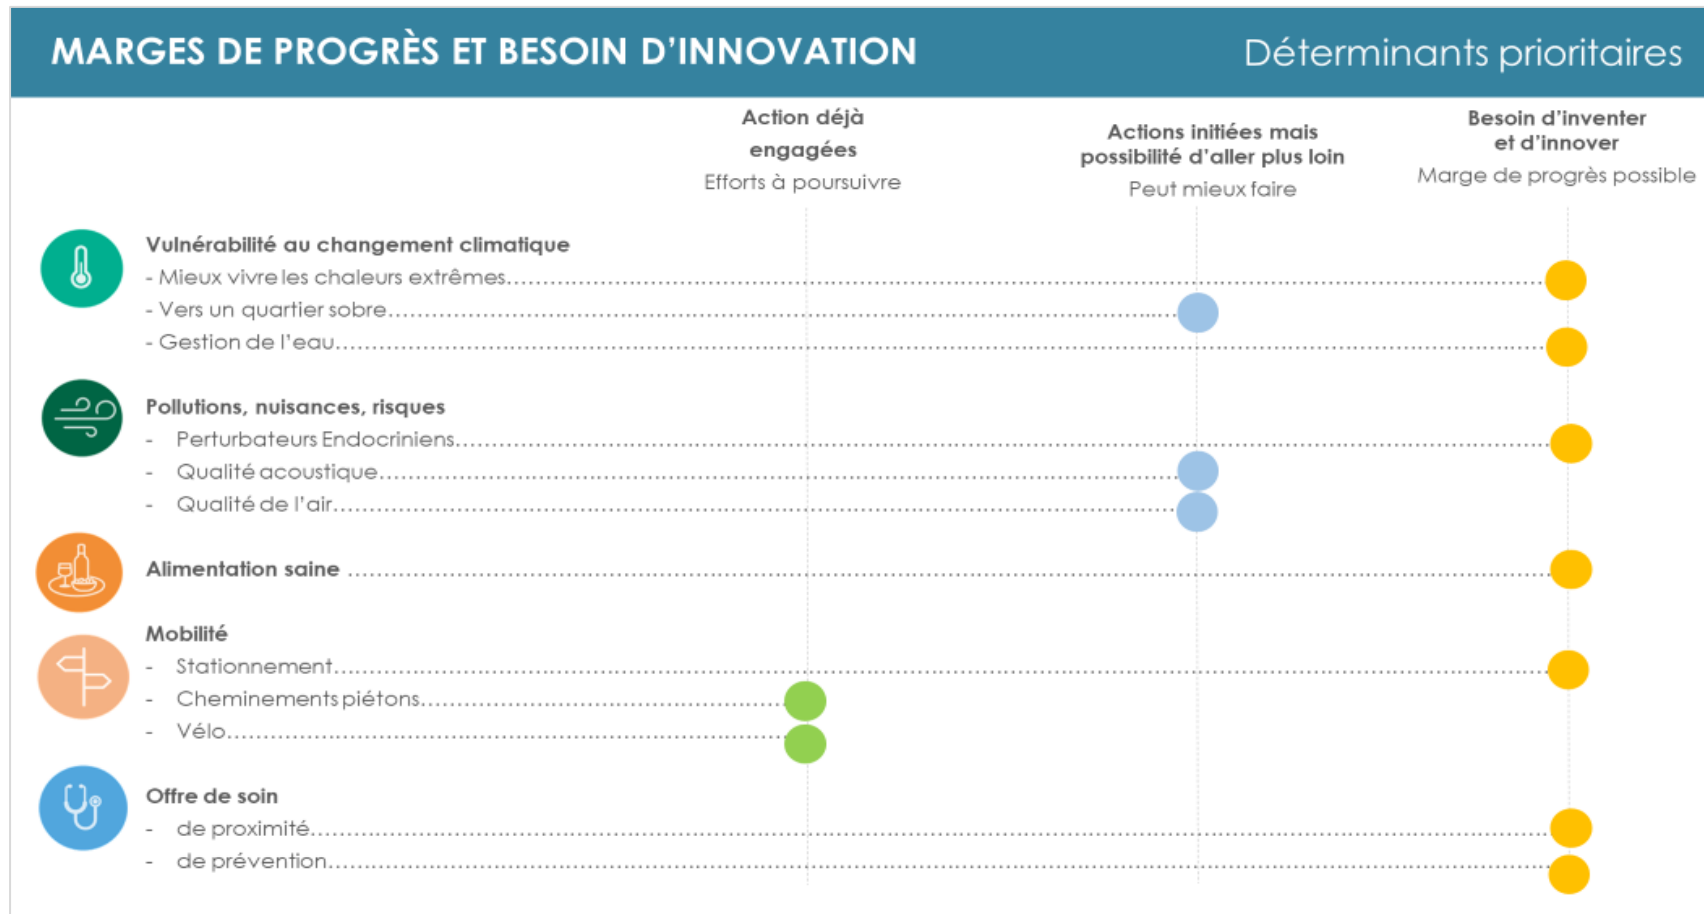 MARGES DE PROGRÈS ET BESOIN D’INNOVATION
Déterminants prioritaires
Action déjà
engagées
Efforts à poursuivre
Actions initiées mais
possibilité d’aller plus loin
Peut mieux faire
Besoin d’inventer
et d’innover
Marge de progrès possible
Vulnérabilité au changement climatique
- Mieux vivre les chaleurs extrêmes
- Vers un quartier sobre
- Gestion de l’eau
Pollutions, nuisances, risques
- Perturbateurs Endocriniens
- Qualité acoustique
- Qualité de l’air
Alimentation saine
Mobilité
- Stationnement
- Cheminements piétons
- Vélo
Offre de soin
- de proximité
- de prévention